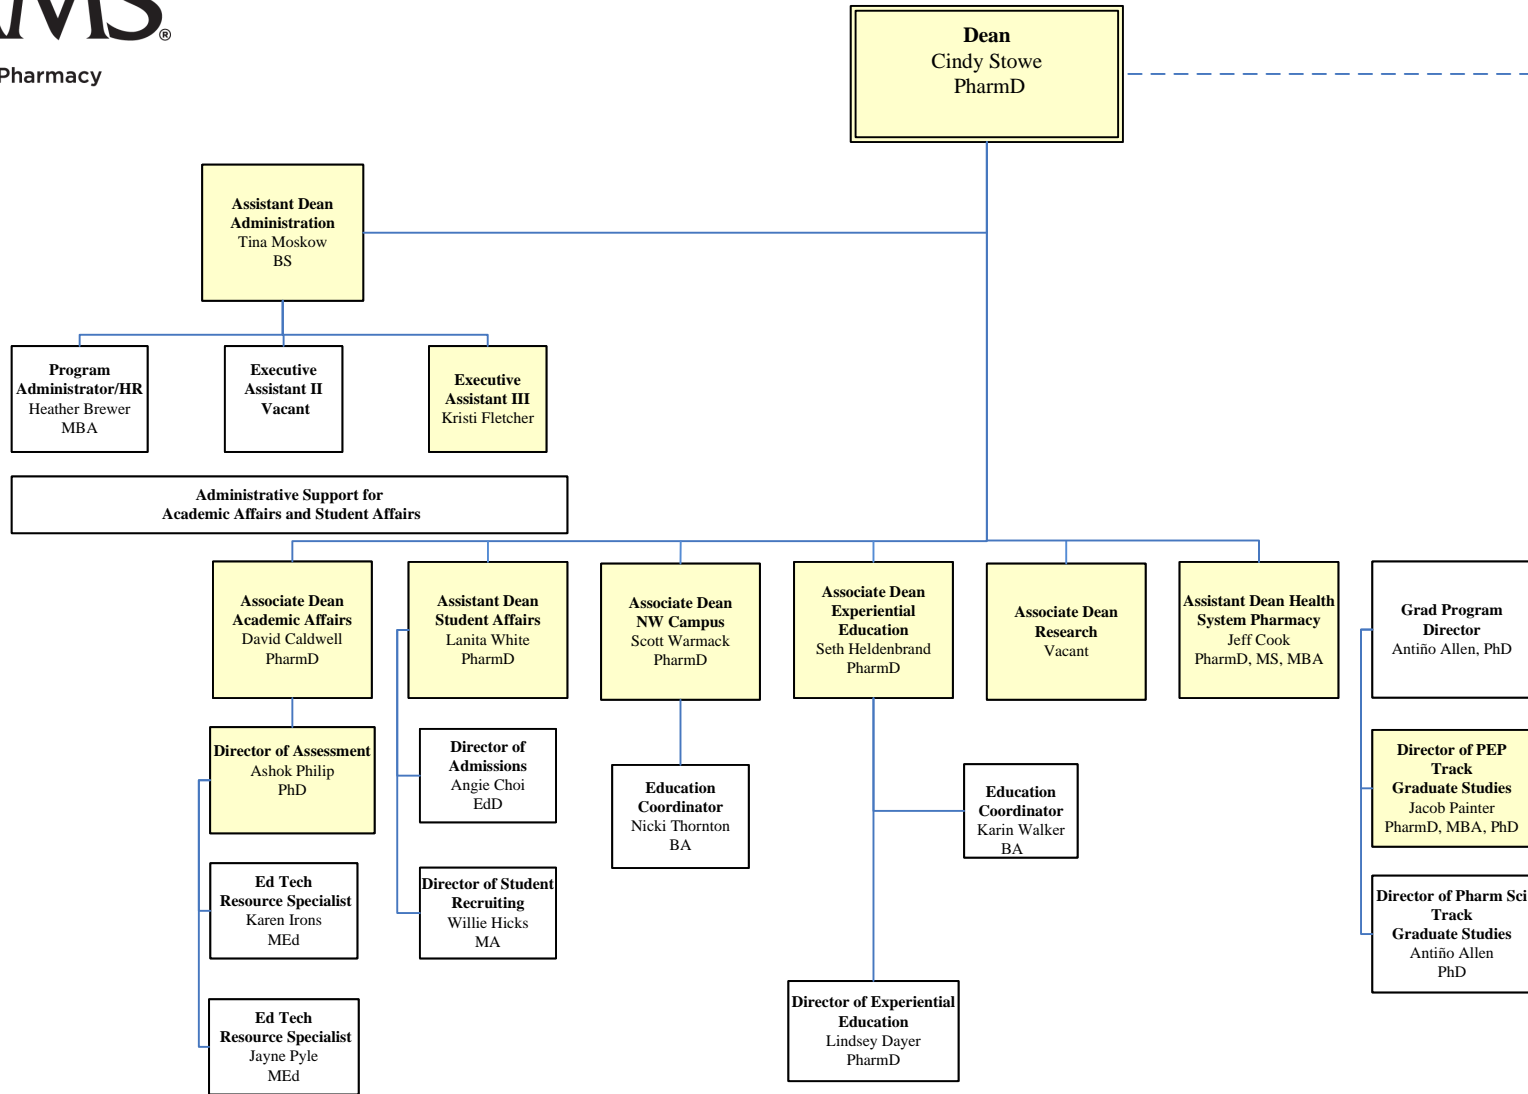 AMS®
Pharmacy
Dean
Cindy Stowe
PharmD
Assistant Dean
Administration
Tina Moskow
BS
Program
Administrator/HR
Heather Brewer
MBA
Executive
Assistant II
Vacant
Executive
Assistant III
Kristi Fletcher
Administrative Support for
Academic Affairs and Student Affairs
Associate Dean
Academic Affairs
David Caldwell
PharmD
Assistant Dean
Student Affairs
Lanita White
PharmD
Associate Dean
NW Campus
Scott Warmack
PharmD
Associate Dean
Experiential
Education
Seth Heldenbrand
PharmD
Associate Dean
Research
Vacant
Assistant Dean Health
System Pharmacy
Jeff Cook
PharmD, MS, MBA
Grad Program
Director
Antiño Allen, PhD
Director of Assessment
Ashok Philip
PhD
Director of
Admissions
Angie Choi
EdD
Education
Coordinator
Nicki Thornton
BA
Education
Coordinator
Karin Walker
BA
Director of PEP
Track
Graduate Studies
Jacob Painter
PharmD, MBA, PhD
Ed Tech
Resource Specialist
Karen Irons
MEd
Director of Student
Recruiting
Willie Hicks
MA
Director of Pharm Sci
Track
Graduate Studies
Antiño Allen
PhD
Ed Tech
Resource Specialist
Jayne Pyle
MEd
Director of Experiential
Education
Lindsey Dayer
PharmD